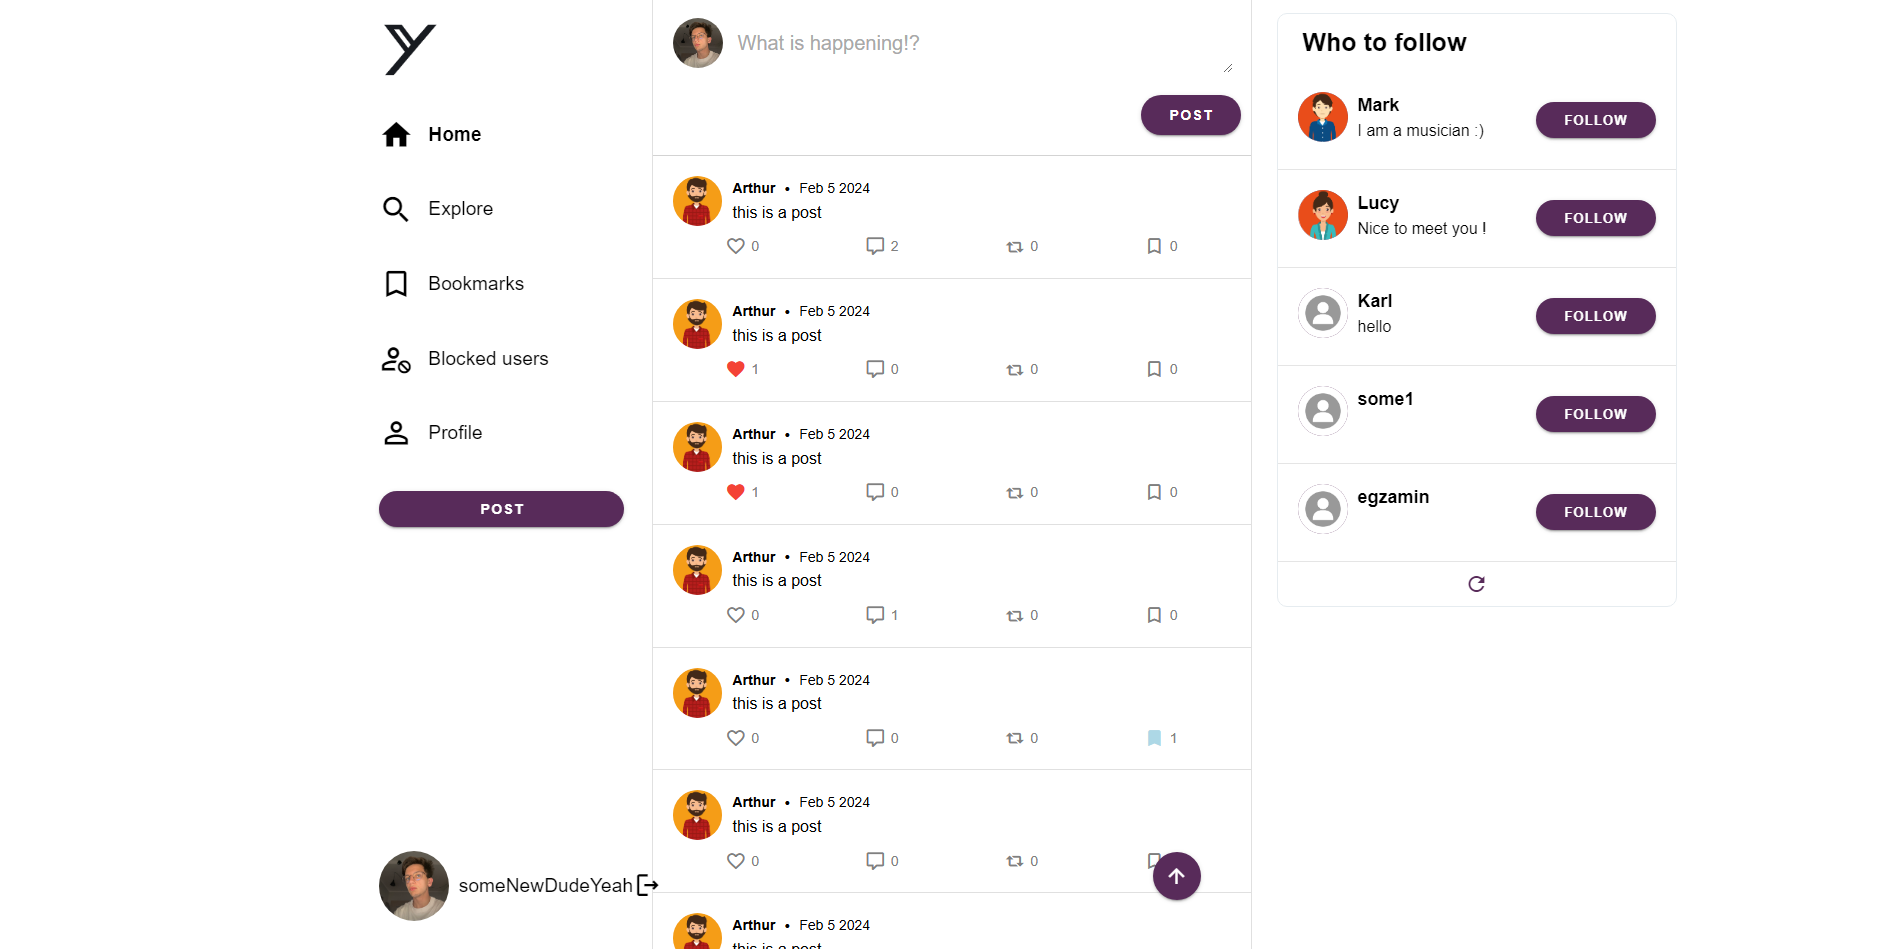 Home
Explore
Bookmarks
Blocked users
Profile
POST
someNewDudeYeah
What is happening!?
POST
Arthur • Feb 5 2024
this is a post
0 2 0 0
Arthur • Feb 5 2024
this is a post
1 0 0 0
Arthur • Feb 5 2024
this is a post
1 0 0 0
Arthur • Feb 5 2024
this is a post
0 1 0 0
Arthur • Feb 5 2024
this is a post
0 0 0 1
Arthur • Feb 5 2024
this is a post
0 0 0
Arthur • Feb 5 2024
this is a post
Who to follow
Mark
I am a musician :)
FOLLOW
Lucy
Nice to meet you !
FOLLOW
Karl
hello
FOLLOW
some1
FOLLOW
egzamin
FOLLOW